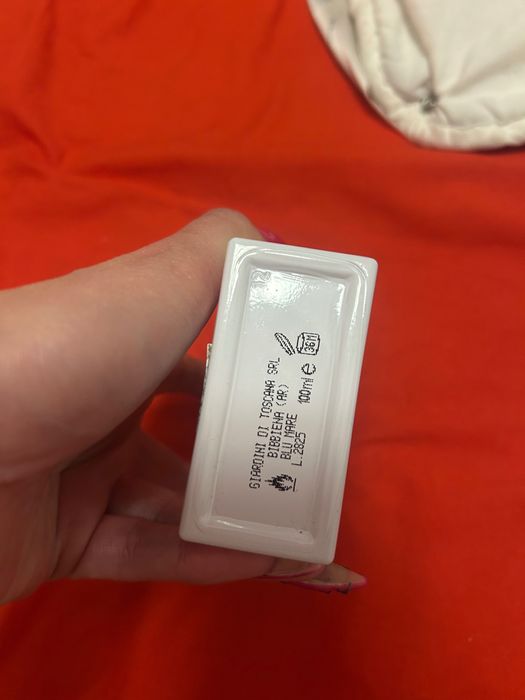 GIARDINI DI TOSCANA SRL
BIBBIENA (AR)
BLU MARE 100ml e
L.2825
36M